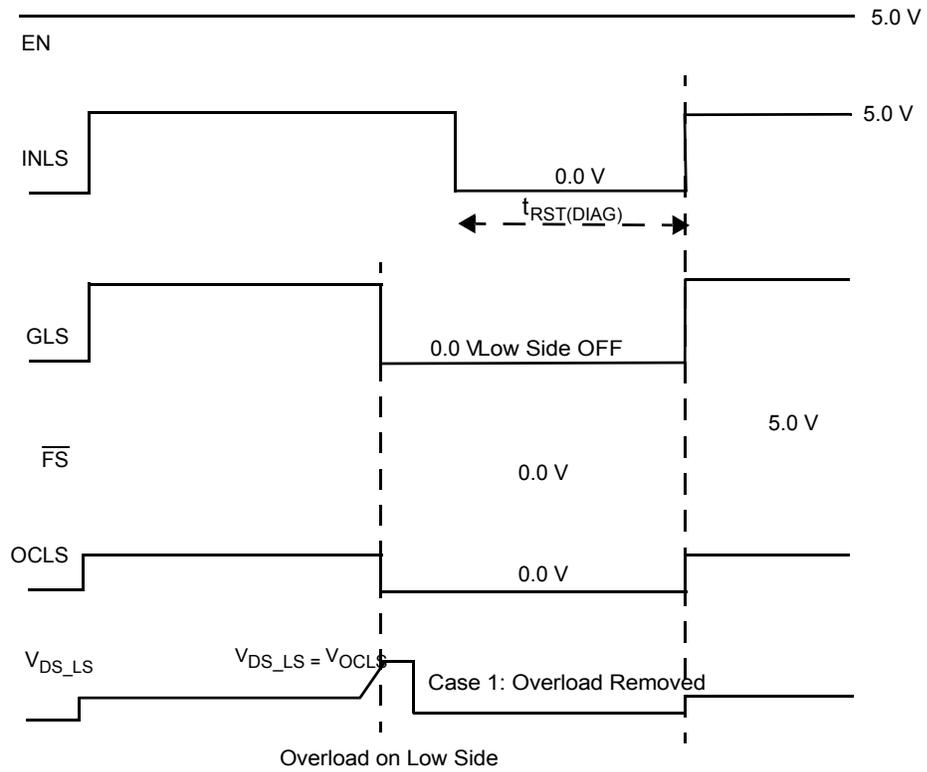 5.0 V
EN
5.0 V
INLS
0.0 V
tRST(DIAG)
GLS
0.0 VLow Side OFF
5.0 V
FS
0.0 V
OCLS
0.0 V
VDS_LS
VDS_LS = VOCLS
Case 1: Overload Removed
Overload on Low Side